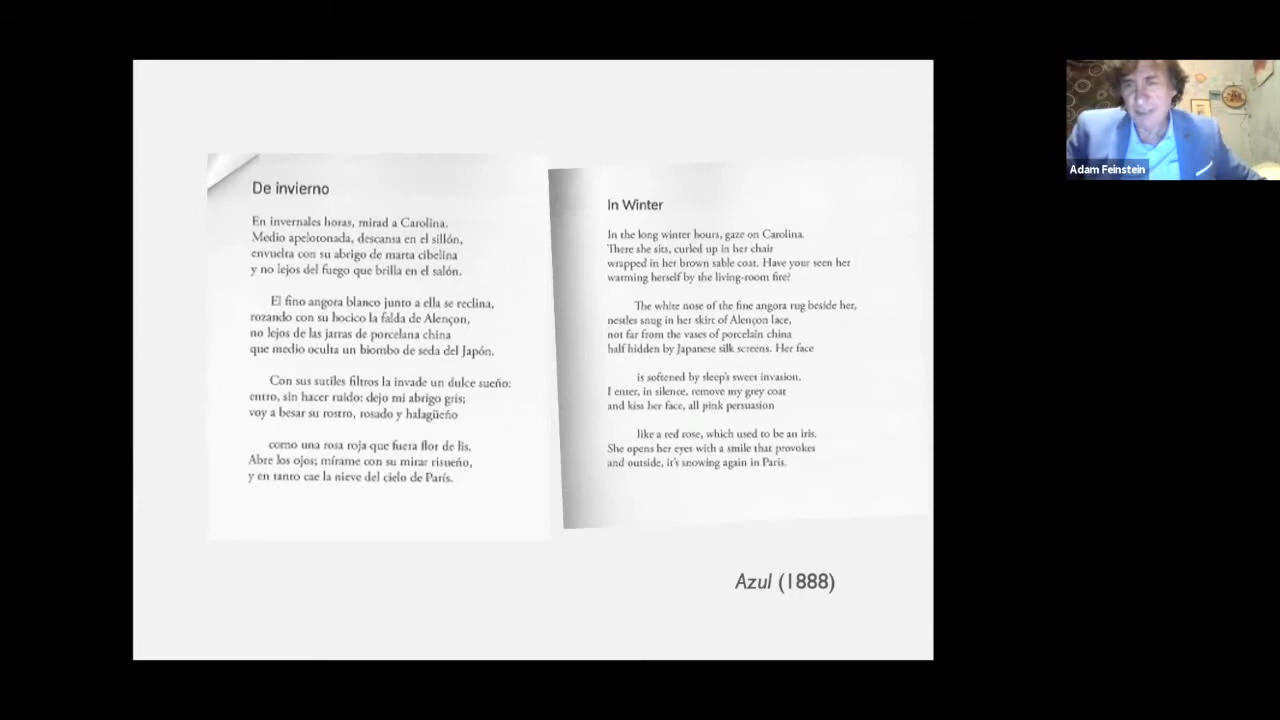 De invierno
En invernales horas, mirad a Carolina.
Medio apelotonada, descansa en el sillón,
envuelta con su abrigo de marta cibelina
y no lejos del fuego que brilla en el salón.
El fino angora blanco junto a ella se reclina,
rozando con su hocico la falda de Alençon,
no lejos de las jarras de porcelana china
que medio oculta un biombo de seda del Japón.
Con sus sutiles filtros la invade un dulce sueño:
entro, sin hacer ruido: dejo mi abrigo gris;
voy a besar su rostro, rosado y halagüeño
como una rosa roja que fuera flor de lis.
Abre los ojos; mírame con su mirar risueño,
y en tanto cae la nieve del cielo de París.
In Winter
In the long winter hours, gaze on Carolina.
There she sits, curled up in her chair
wrapped in her brown sable coat. Have your seen her
warming herself by the living-room fire?
The white nose of the fine angora rug beside her,
nestles snug in her skirt of Alençon lace,
not far from the vases of porcelain china
half hidden by Japanese silk screens. Her face
is softened by sleep's sweet invasion.
I enter, in silence, remove my grey coat
and kiss her face, all pink persuasion
like a red rose, which used to be an iris.
She opens her eyes with a smile that provokes
and outside, it's snowing again in Paris.
Azul (1888)
Adam Feinstein